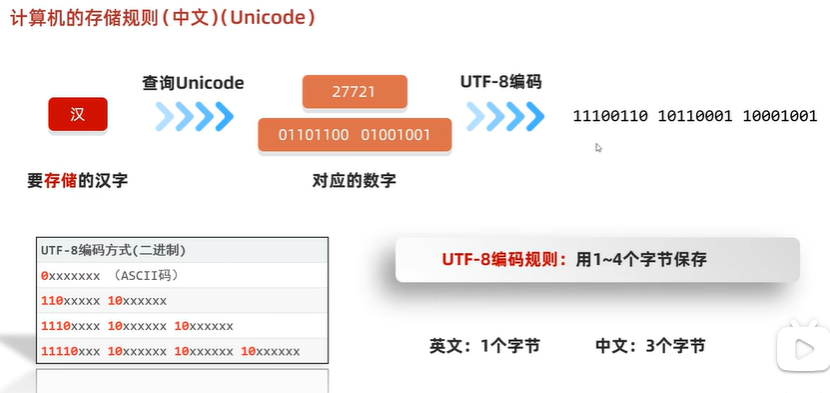 计算机的存储规则(中文)(Unicode)
查询Unicode
27721
UTF-8编码
汉
01101100 01001001
11100110 10110001 10001001
要存储的汉字
对应的数字
UTF-8编码方式(二进制)
0xxxxxxx （ASCII码）
110xxxxx 10xxxxxx
1110xxxx 10xxxxxx 10xxxxxx
11110xxx 10xxxxxx 10xxxxxx 10xxxxxx
UTF-8编码规则：用1~4个字节保存
英文：1个字节
中文：3个字节